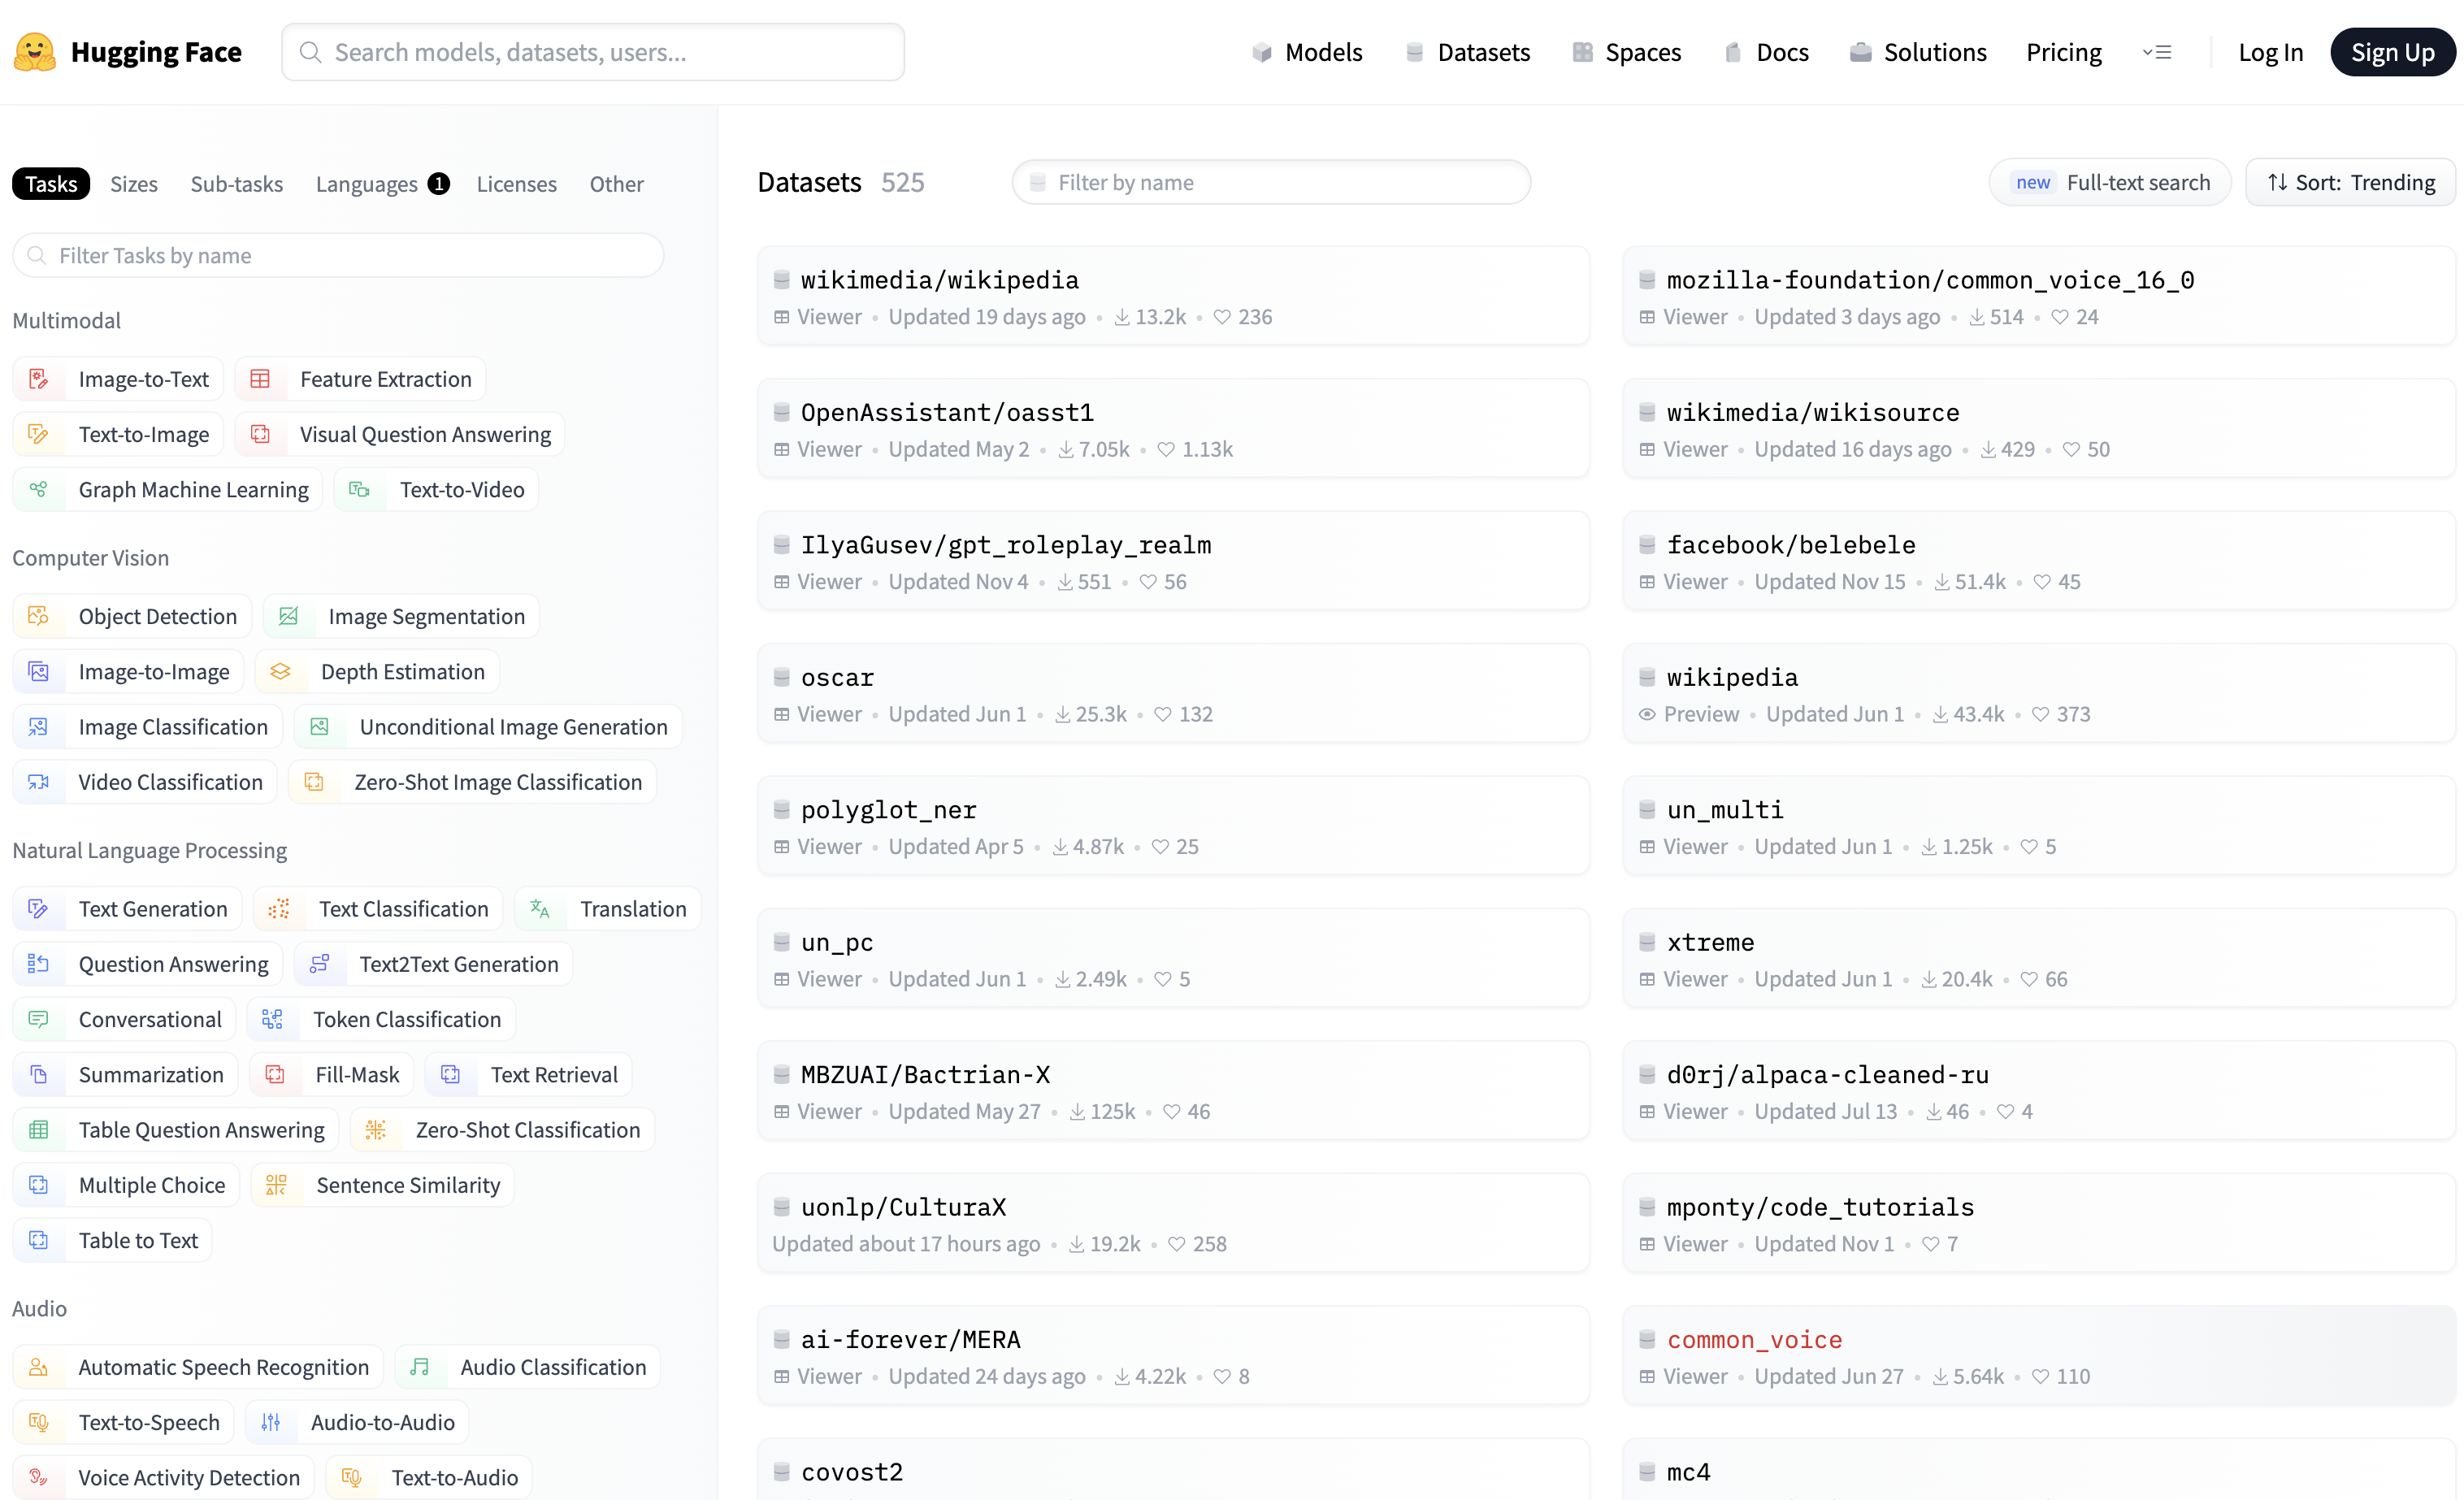 Hugging Face
Search models, datasets, users...
Models
Datasets
Spaces
Docs
Solutions
Pricing
Log In
Sign Up
Tasks
Sizes
Sub-tasks
Languages 1
Licenses
Other
Filter Tasks by name
Multimodal
Image-to-Text
Feature Extraction
Text-to-Image
Visual Question Answering
Graph Machine Learning
Text-to-Video
Computer Vision
Object Detection
Image Segmentation
Image-to-Image
Depth Estimation
Image Classification
Unconditional Image Generation
Video Classification
Zero-Shot Image Classification
Natural Language Processing
Text Generation
Text Classification
Translation
Question Answering
Text2Text Generation
Conversational
Token Classification
Summarization
Fill-Mask
Text Retrieval
Table Question Answering
Zero-Shot Classification
Multiple Choice
Sentence Similarity
Table to Text
Audio
Automatic Speech Recognition
Audio Classification
Text-to-Speech
Audio-to-Audio
Voice Activity Detection
Text-to-Audio
Datasets 525
Filter by name
new Full-text search
Sort: Trending
wikimedia/wikipedia
Viewer • Updated 19 days ago • 13.2k • 236
mozilla-foundation/common_voice_16_0
Viewer • Updated 3 days ago • 514 • 24
OpenAssistant/oasst1
Viewer • Updated May 2 • 7.05k • 1.13k
wikimedia/wikisource
Viewer • Updated 16 days ago • 429 • 50
IlyaGusev/gpt_roleplay_realm
Viewer • Updated Nov 4 • 551 • 56
facebook/belebele
Viewer • Updated Nov 15 • 51.4k • 45
oscar
Viewer • Updated Jun 1 • 25.3k • 132
wikipedia
Preview • Updated Jun 1 • 43.4k • 373
polyglot_ner
Viewer • Updated Apr 5 • 4.87k • 25
un_multi
Viewer • Updated Jun 1 • 1.25k • 5
un_pc
Viewer • Updated Jun 1 • 2.49k • 5
xtreme
Viewer • Updated Jun 1 • 20.4k • 66
MBZUAI/Bactrian-X
Viewer • Updated May 27 • 125k • 46
d0rj/alpaca-cleaned-ru
Viewer • Updated Jul 13 • 46 • 4
uonlp/CulturaX
Updated about 17 hours ago • 19.2k • 258
mponty/code_tutorials
Viewer • Updated Nov 1 • 7
ai-forever/MERA
Viewer • Updated 24 days ago • 4.22k • 8
common_voice
Viewer • Updated Jun 27 • 5.64k • 110
covost2
mc4